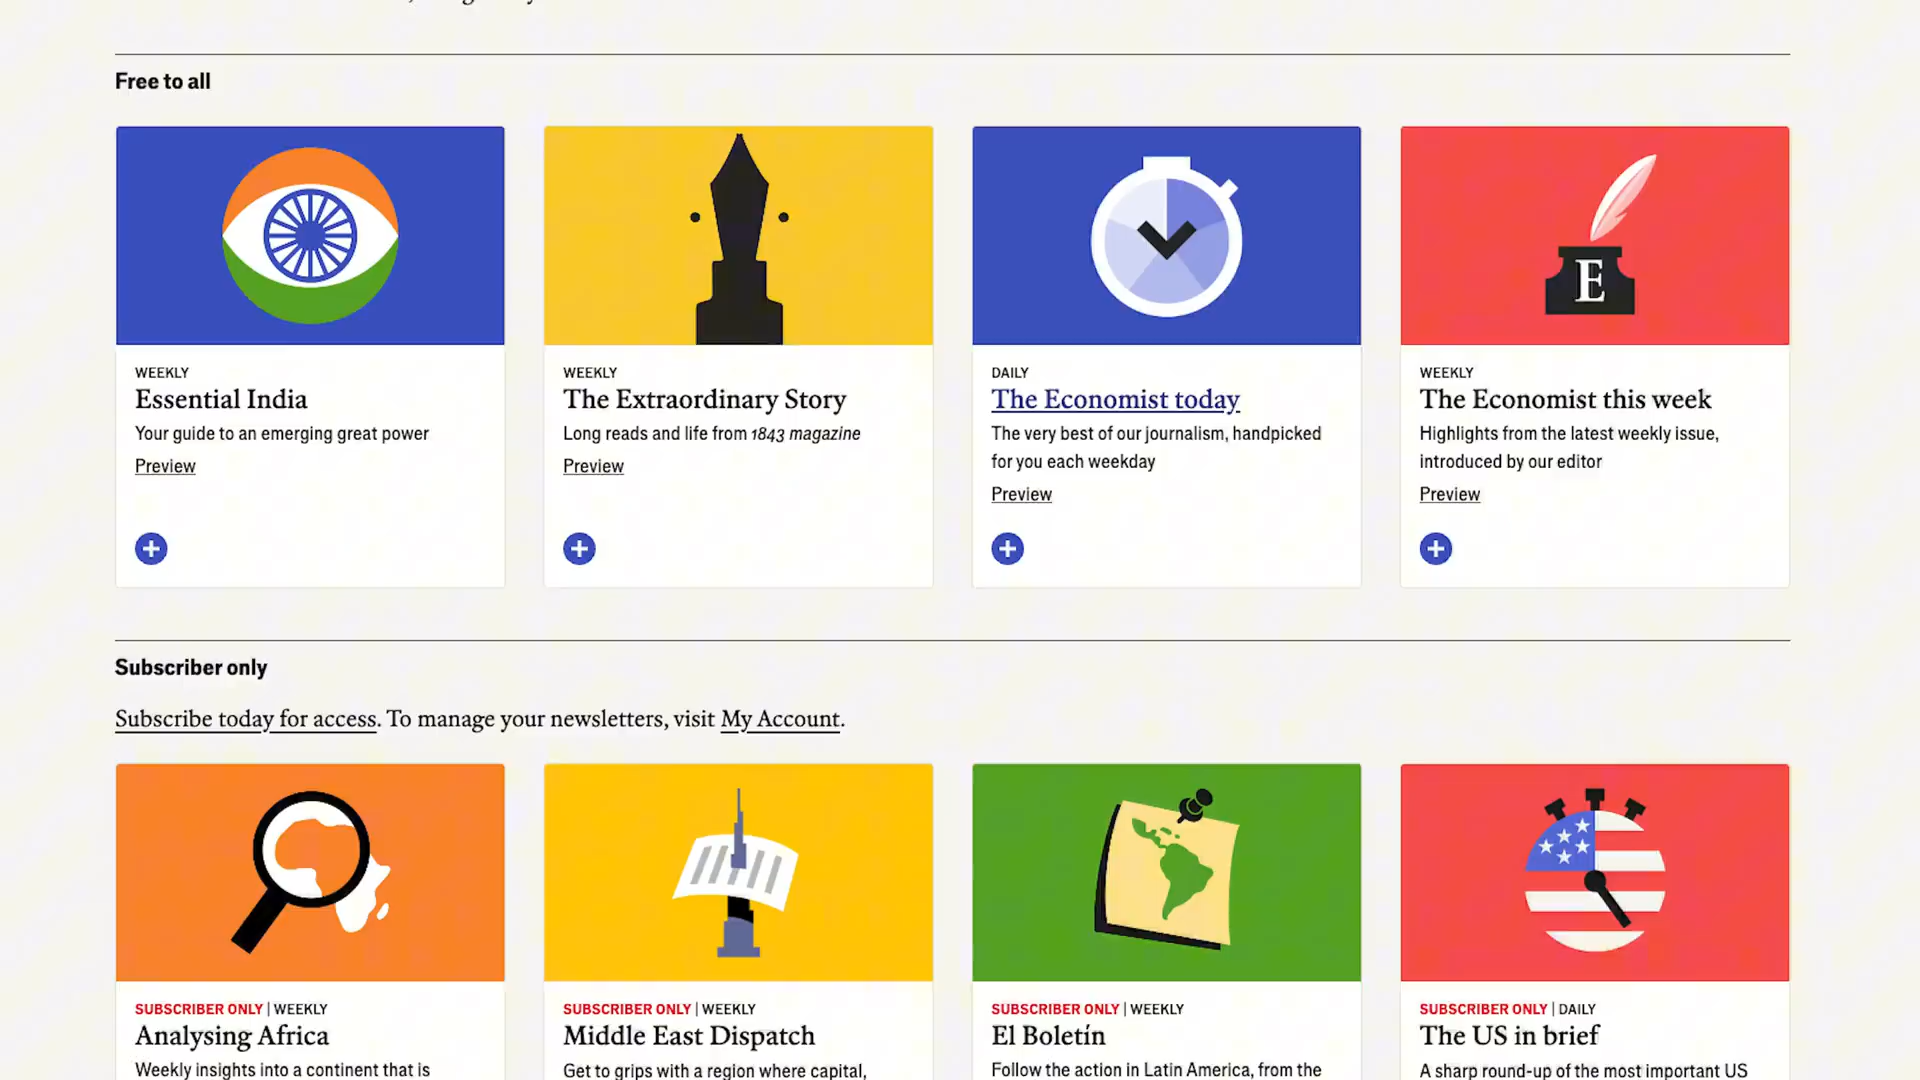 Free to all
WEEKLY
Essential India
Your guide to an emerging great power
Preview
WEEKLY
The Extraordinary Story
Long reads and life from 1843 magazine
Preview
DAILY
The Economist today
The very best of our journalism, handpicked
for you each weekday
Preview
E
WEEKLY
The Economist this week
Highlights from the latest weekly issue,
introduced by our editor
Preview
Subscriber only
Subscribe today for access. To manage your newsletters, visit My Account.
SUBSCRIBER ONLY | WEEKLY
Analysing Africa
Weekly insights into a continent that is
SUBSCRIBER ONLY | WEEKLY
Middle East Dispatch
Get to grips with a region where capital,
SUBSCRIBER ONLY | WEEKLY
El Boletín
Follow the action in Latin America, from the
SUBSCRIBER ONLY | DAILY
The US in brief
A sharp round-up of the most important US